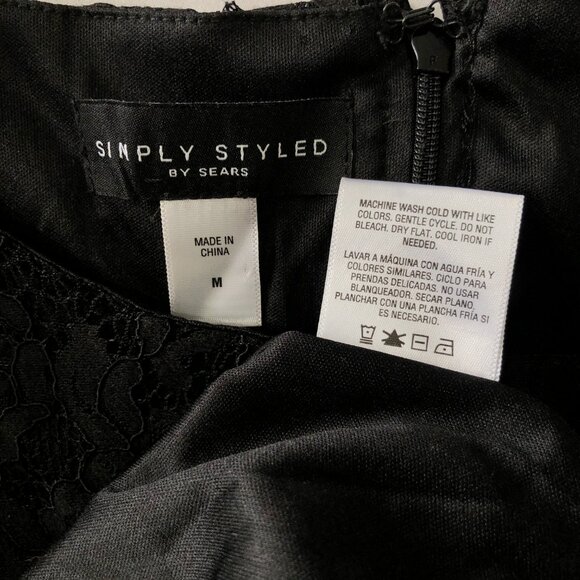 SIMPLY STYLED
BY SEARS
MADE IN
CHINA
M
MACHINE WASH COLD WITH LIKE
COLORS. GENTLE CYCLE. DO NOT
BLEACH. DRY FLAT. COOL IRON IF
NEEDED.
LAVAR A MÁQUINA CON AGUA FRÍA Y
COLORES SIMILARES. CICLO PARA
PRENDAS DELICADAS. NO USAR
BLANQUEADOR. SECAR PLANO.
PLANCHAR CON UNA PLANCHA FRÍA SI
ES NECESARIO.